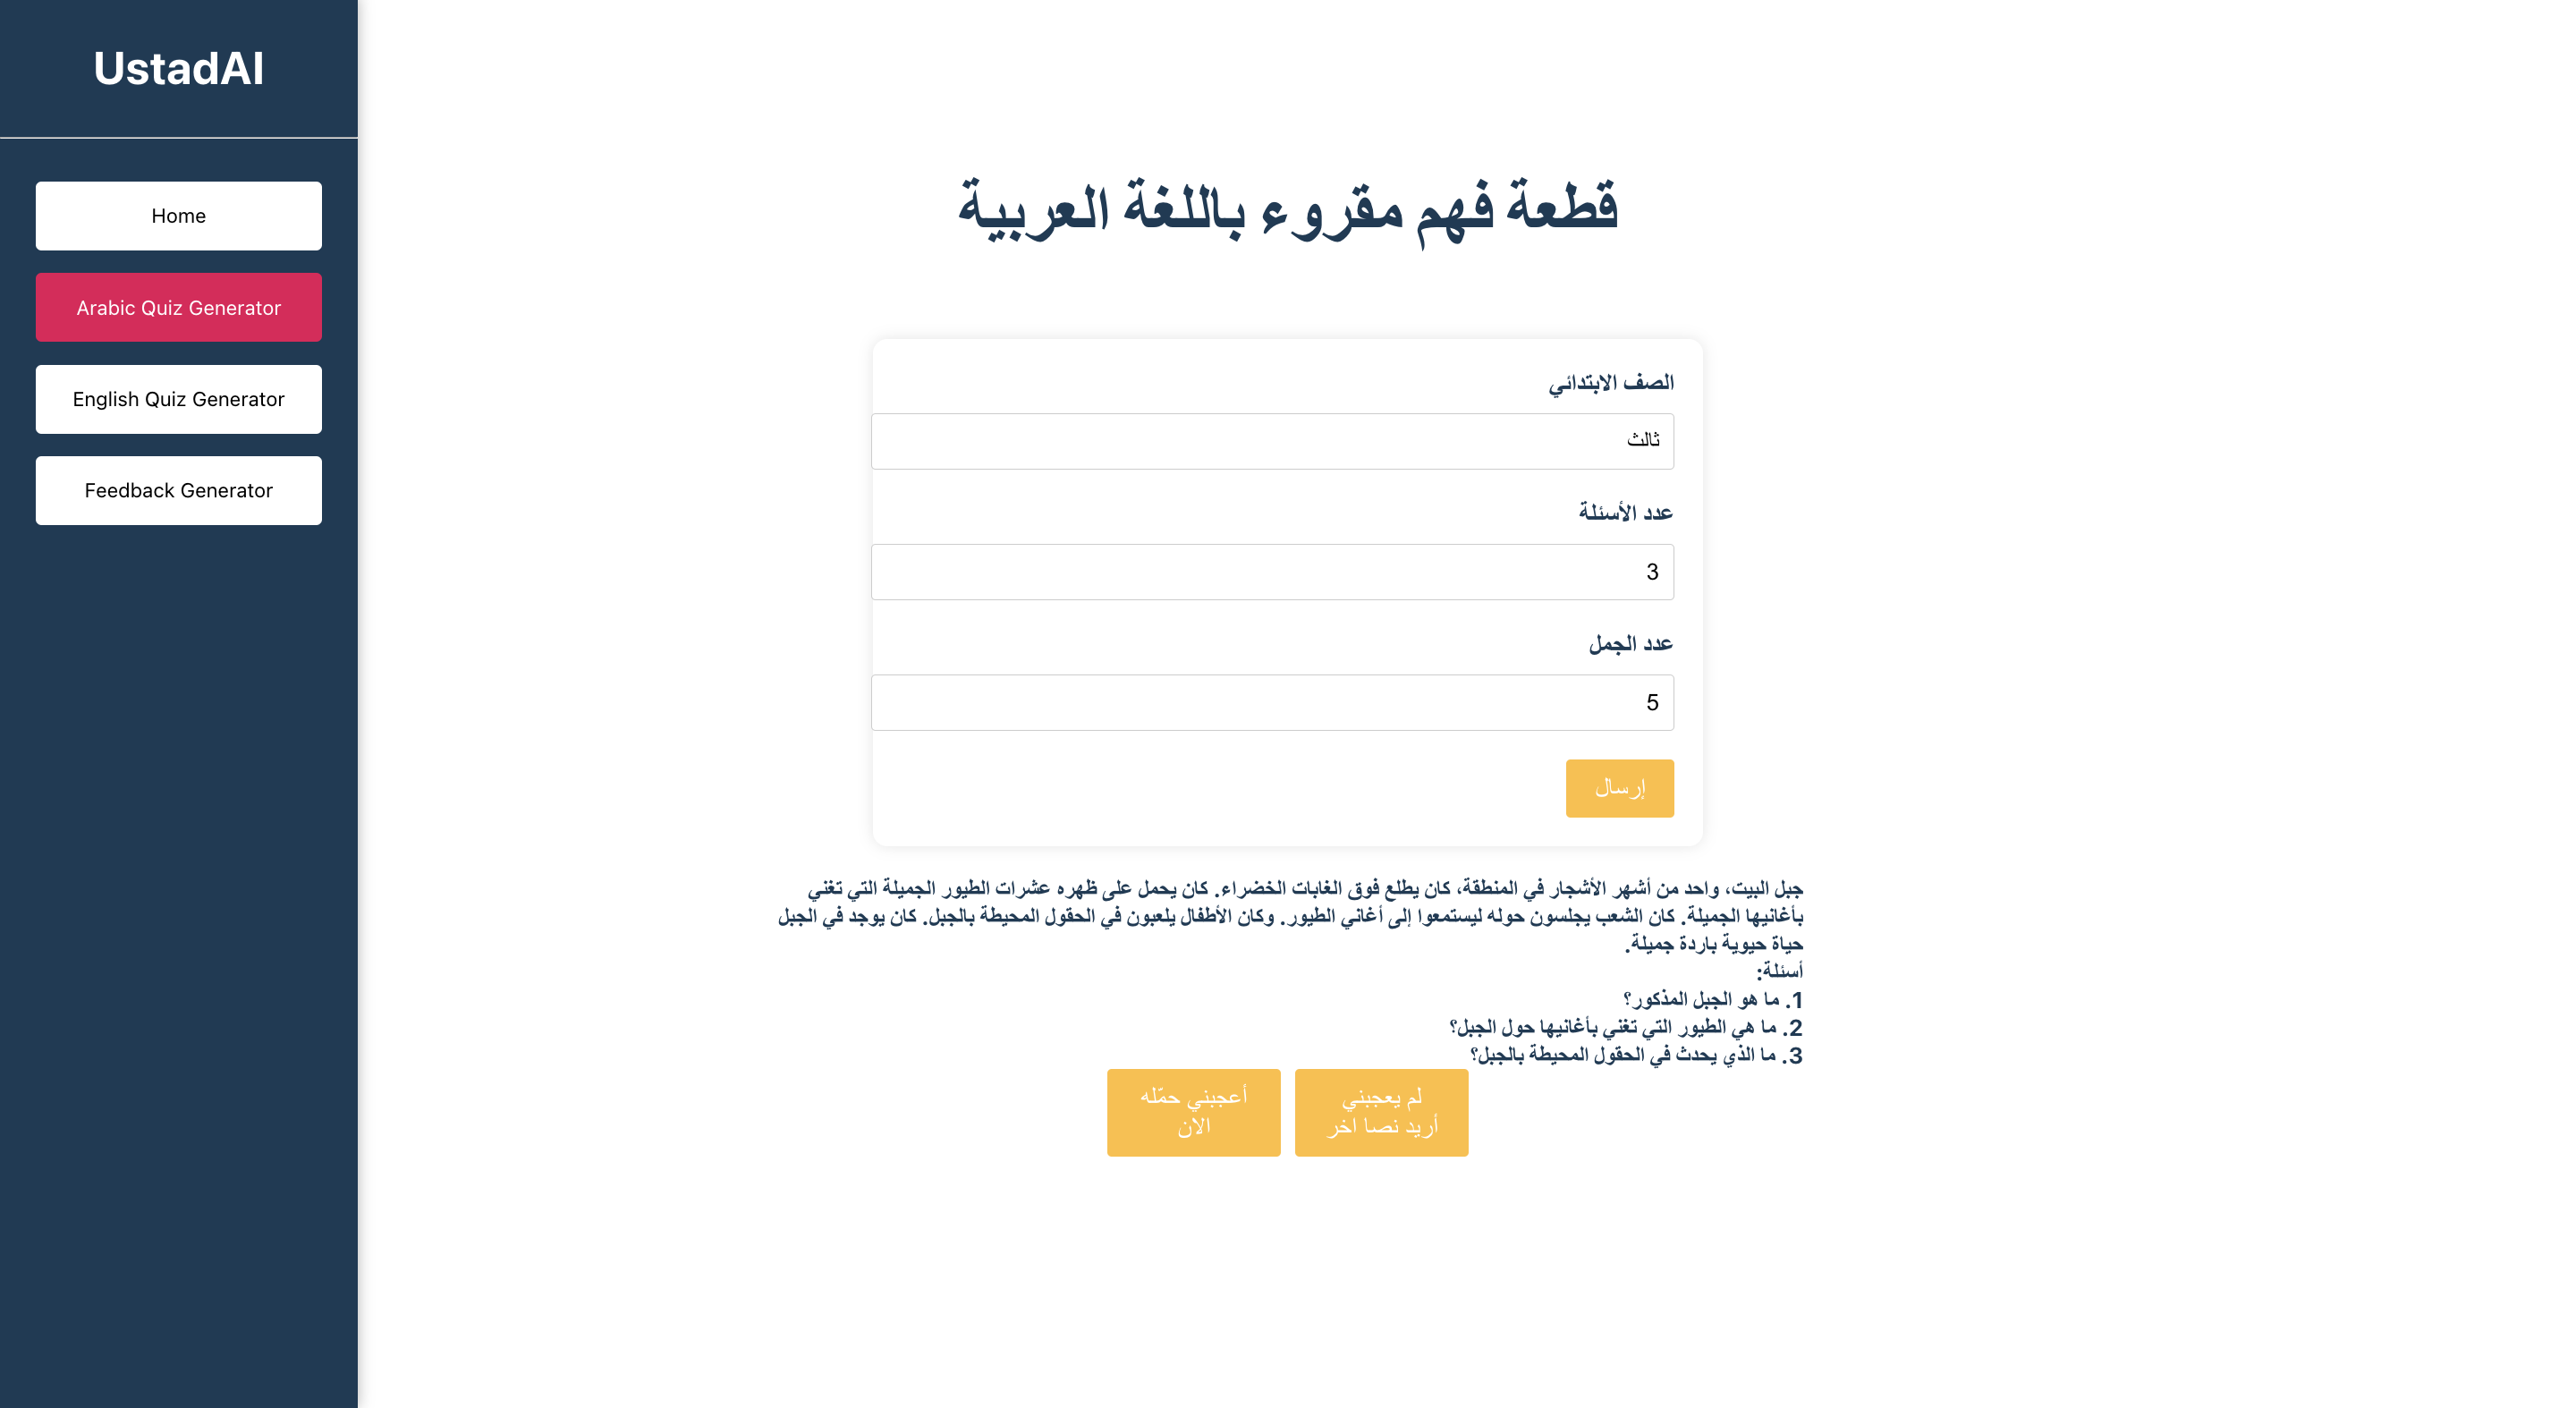 UstadAI
Home
Arabic Quiz Generator
English Quiz Generator
Feedback Generator
قطعة فهم مقروء باللغة العربية
الصف الابتدائي
ثالث
عدد الأسئلة
3
عدد الجمل
5
إرسال
جبل البيت، واحد من أشهر الأشجار في المنطقة، كان يطلع فوق الغابات الخضراء. كان يحمل على ظهره عشرات الطيور الجميلة التي تغني
بأغانيها الجميلة. كان الشعب يجلسون حوله ليستمعوا إلى أغاني الطيور. وكان الأطفال يلعبون في الحقول المحيطة بالجبل. كان يوجد في الجبل
حياة حيوية باردة جميلة.
أسئلة:
1. ما هو الجبل المذكور؟
2. ما هي الطيور التي تغني بأغانيها حول الجبل؟
3. ما الذي يحدث في الحقول المحيطة بالجبل؟
لم يعجبني
أريد نصا اخر
أعجبني حمّله
الان